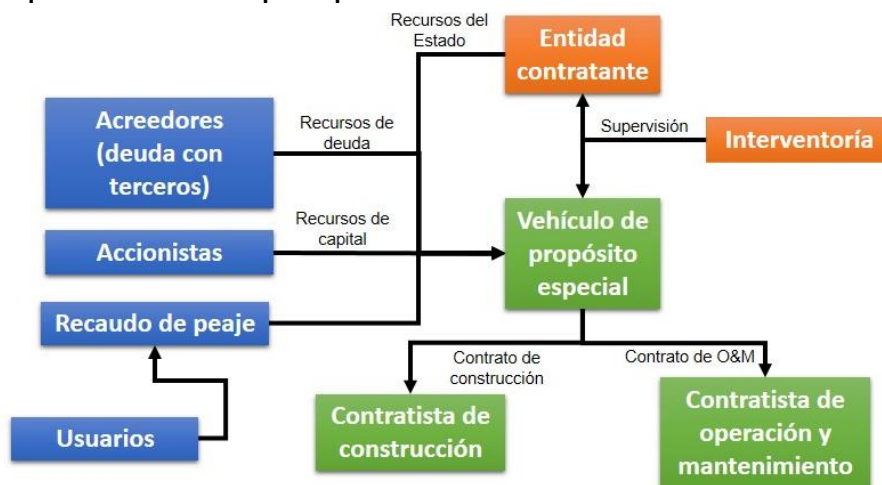 Recursos del
Estado
Entidad
contratante
Acreedores
(deuda con
terceros)
Recursos de
deuda
Supervisión
Interventoría
Recursos de
capital
Accionistas
Vehículo de
propósito
especial
Recaudo de peaje
Contrato de
construcción
Contrato de O&M
Usuarios
Contratista de
construcción
Contratista de
operación y
mantenimiento